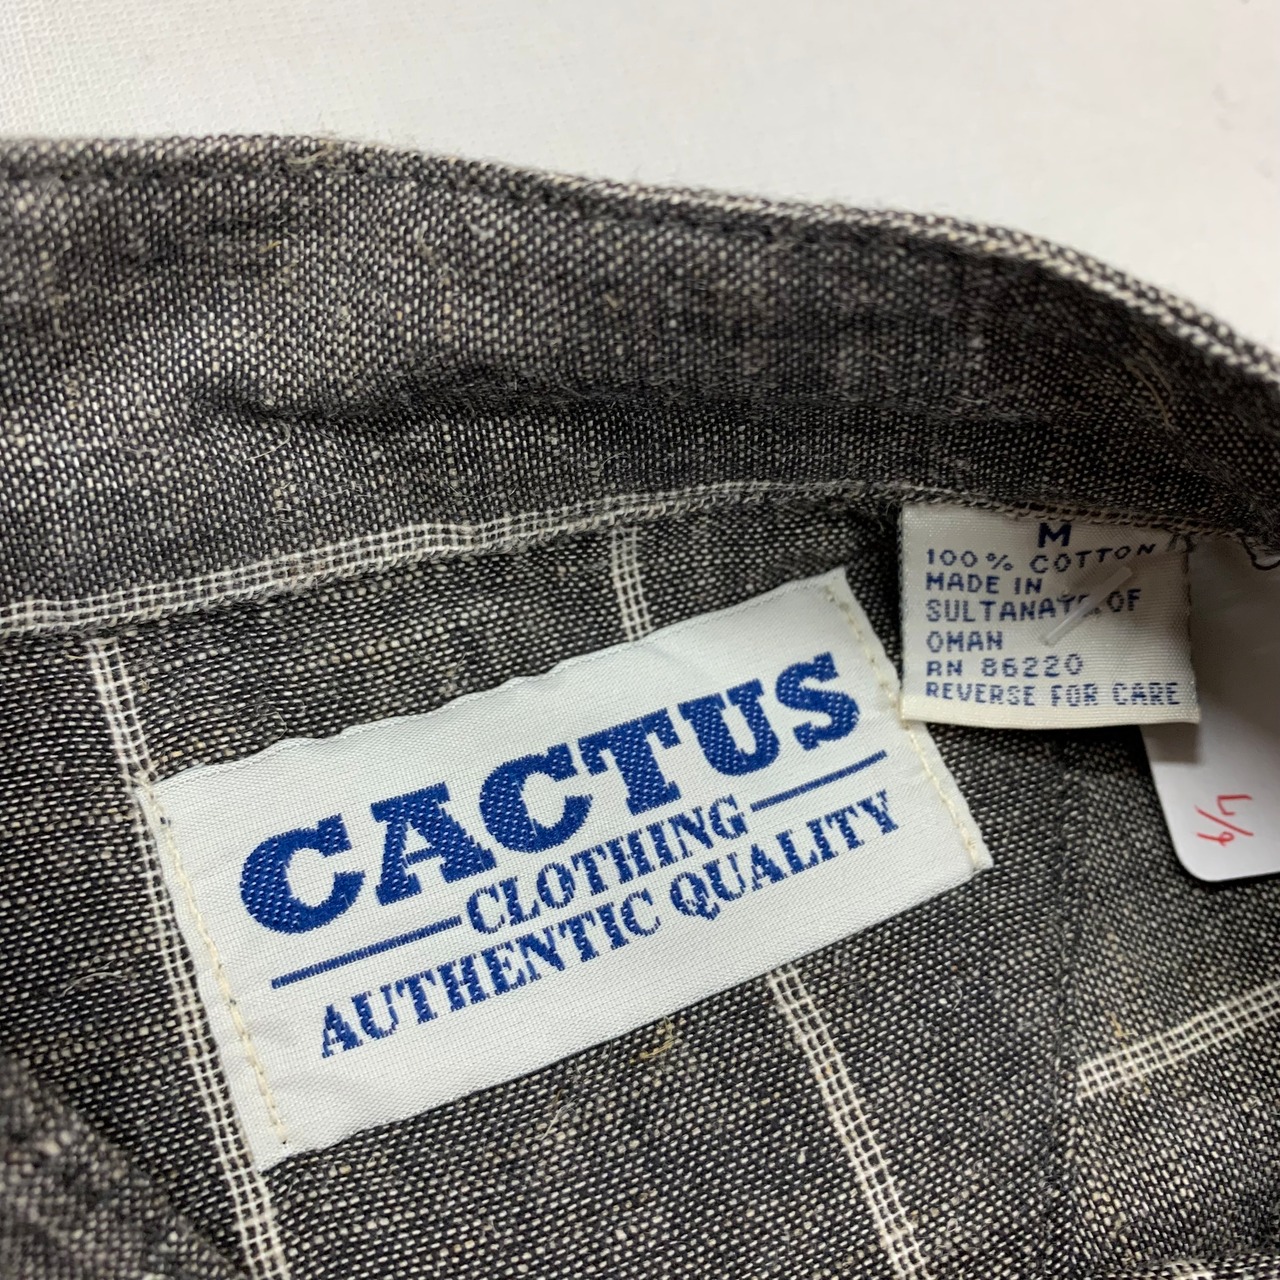 CACTUS
CLOTHING
AUTHENTIC QUALITY
M
100% COTTON
MADE IN
SULTANATE OF
OMAN
RN 86220
REVERSE FOR CARE